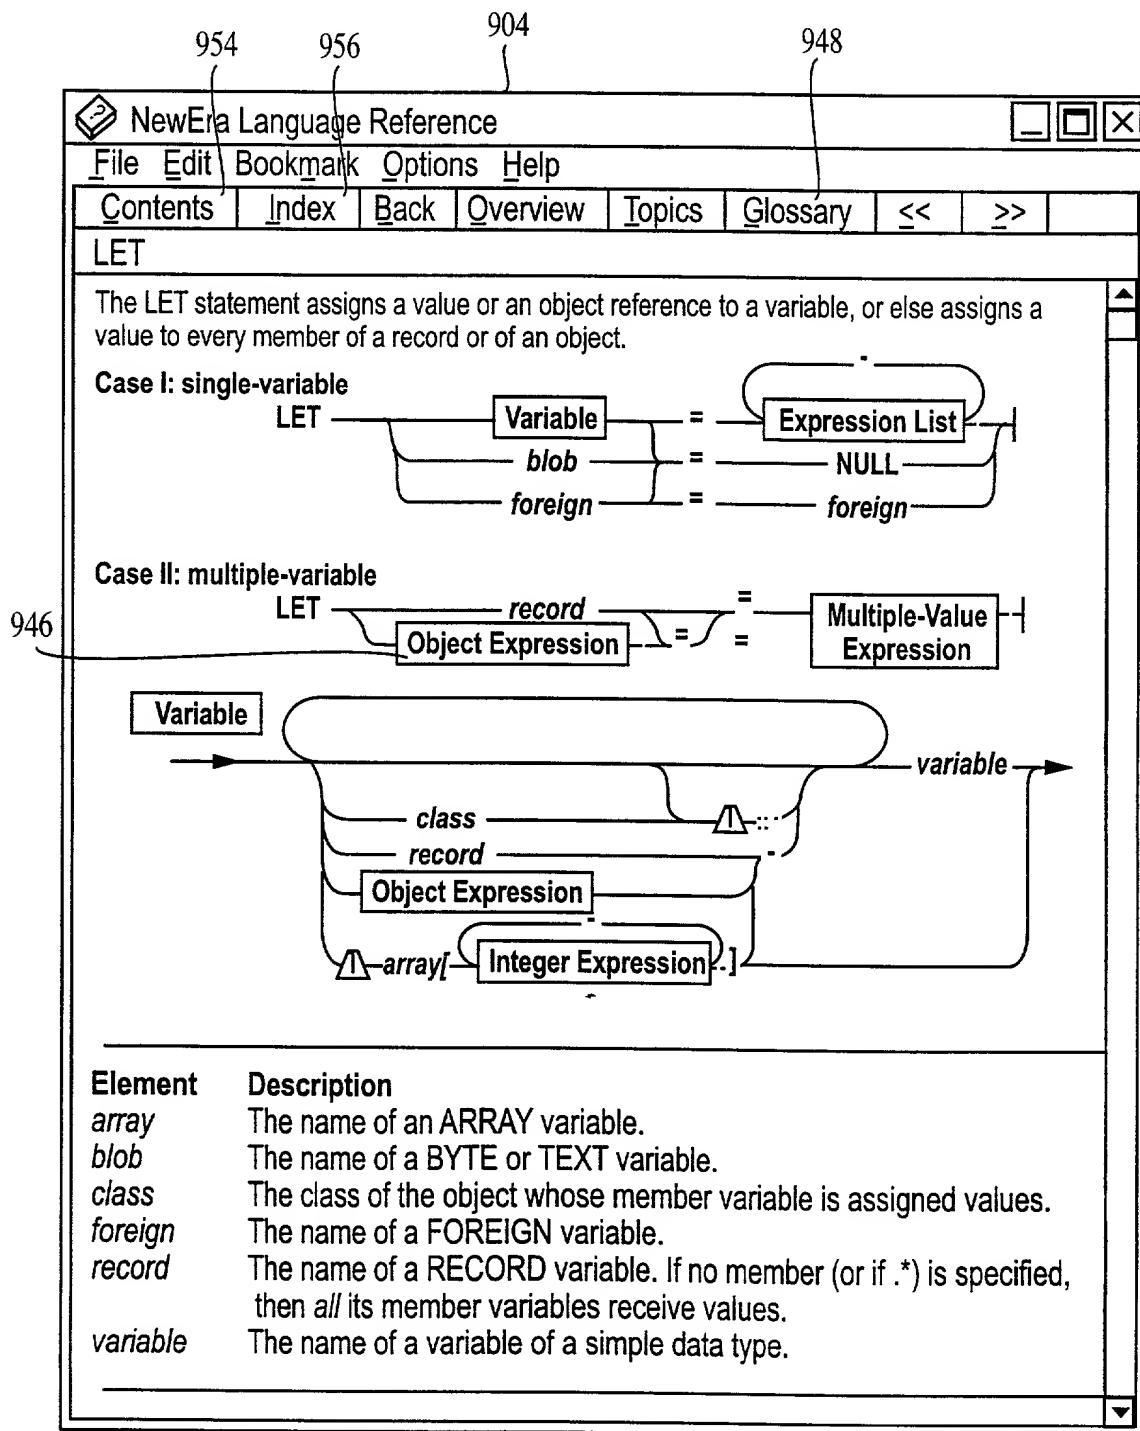 904
954 956 948
NewEra Language Reference
File Edit Bookmark Options Help
Contents Index Back Overview Topics Glossary << >>
LET
The LET statement assigns a value or an object reference to a variable, or else assigns a
value to every member of a record or of an object.
Case I: single-variable
LET Variable = Expression List
blob = NULL
foreign = foreign
Case II: multiple-variable
LET record = Multiple-Value
946 Object Expression = = Expression
Variable
variable
class ::
record
Object Expression
array[ Integer Expression ]
Element Description
array The name of an ARRAY variable.
blob The name of a BYTE or TEXT variable.
class The class of the object whose member variable is assigned values.
foreign The name of a FOREIGN variable.
record The name of a RECORD variable. If no member (or if .*) is specified,
then all its member variables receive values.
variable The name of a variable of a simple data type.